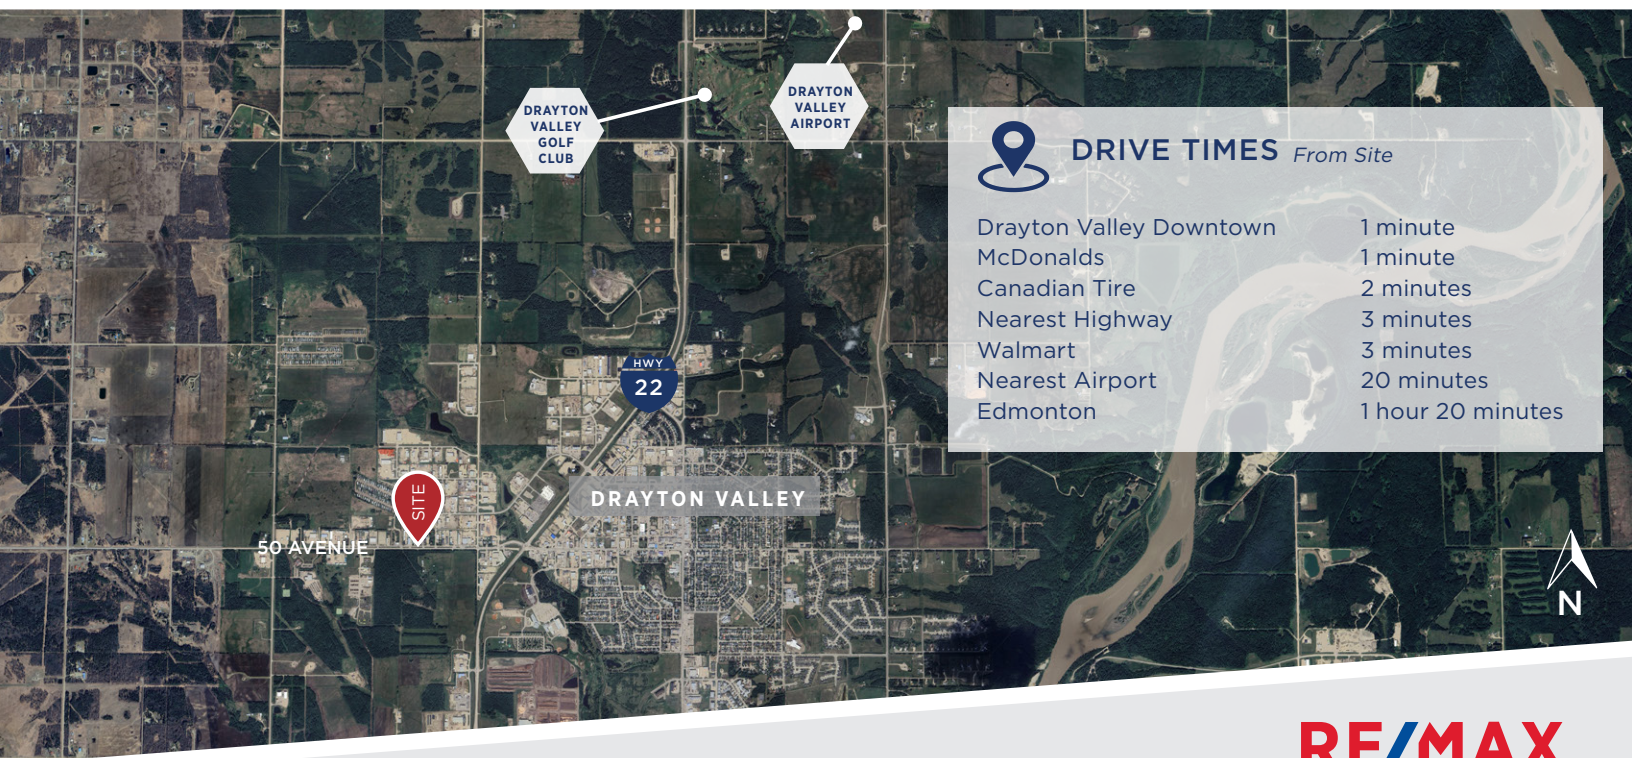 DRAYTON
VALLEY
GOLF
CLUB
DRAYTON
VALLEY
AIRPORT
DRIVE TIMES From Site
Drayton Valley Downtown 1 minute
McDonalds 1 minute
Canadian Tire 2 minutes
Nearest Highway 3 minutes
Walmart 3 minutes
Nearest Airport 20 minutes
Edmonton 1 hour 20 minutes
HWY
22
SITE
DRAYTON VALLEY
50 AVENUE
N
RE/MAX